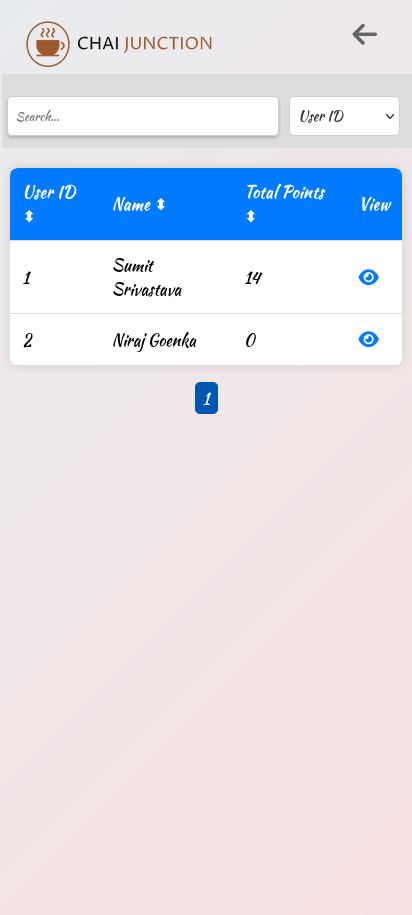 CHAI JUNCTION
Search...
User ID
User ID
Name
Total Points
View
1
Sumit
Srivastava
14
2
Niraj Goenka
0
1